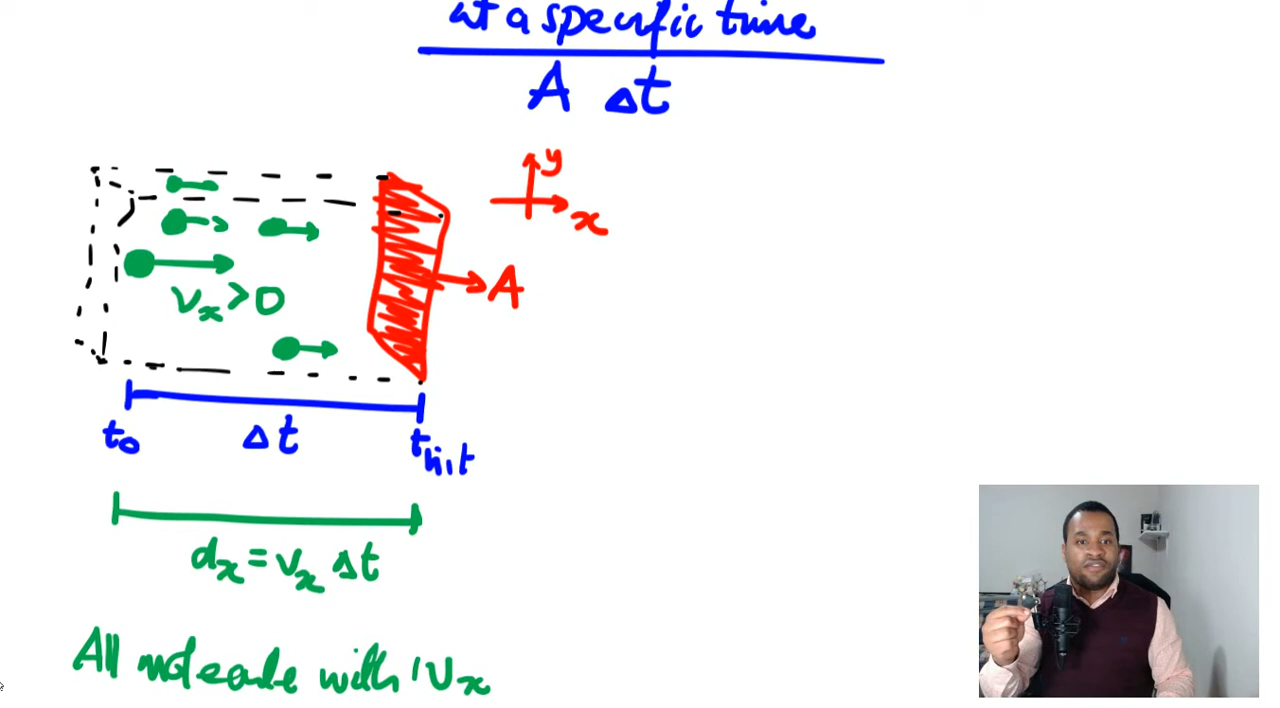 at a specific time
A Δt
y
x
A
vx > 0
t0 Δt thit
dx = vx Δt
All molecule with |vx